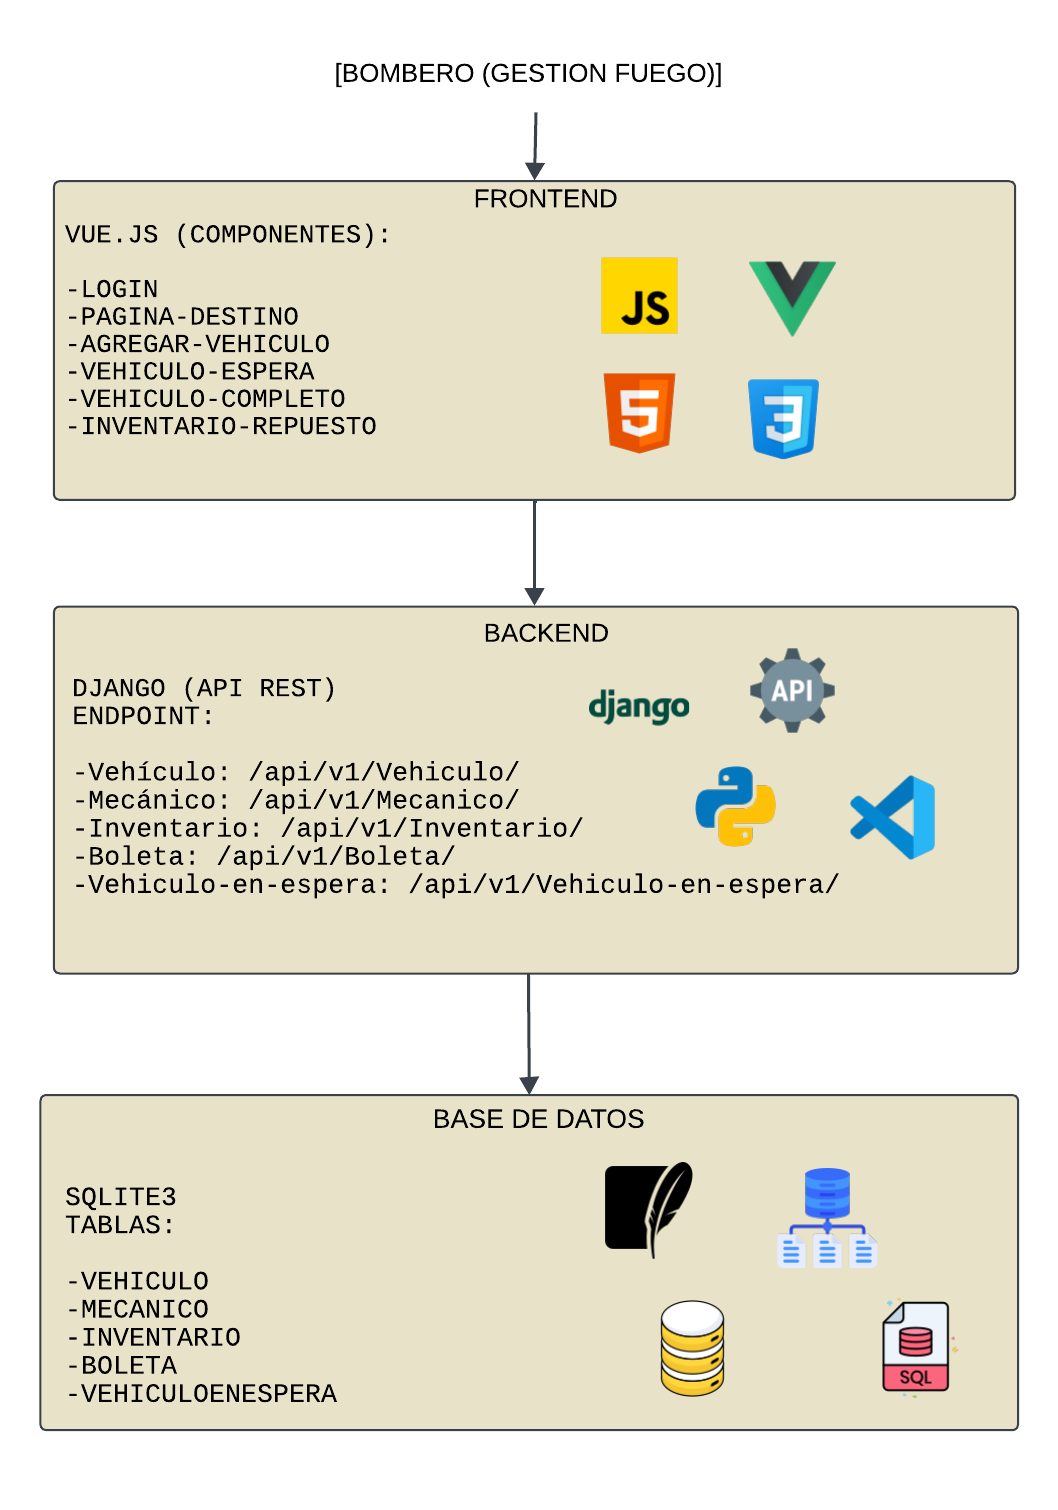 [BOMBERO (GESTION FUEGO)]
FRONTEND
VUE.JS (COMPONENTES):
-LOGIN
-PAGINA-DESTINO
-AGREGAR-VEHICULO
-VEHICULO-ESPERA
-VEHICULO-COMPLETO
-INVENTARIO-REPUESTO
JS
5
3
BACKEND
DJANGO (API REST)
ENDPOINT:
-Vehículo: /api/v1/Vehiculo/
-Mecánico: /api/v1/Mecanico/
-Inventario: /api/v1/Inventario/
-Boleta: /api/v1/Boleta/
-Vehiculo-en-espera: /api/v1/Vehiculo-en-espera/
django
API
BASE DE DATOS
SQLITE3
TABLAS:
-VEHICULO
-MECANICO
-INVENTARIO
-BOLETA
-VEHICULOENESPERA
SQL